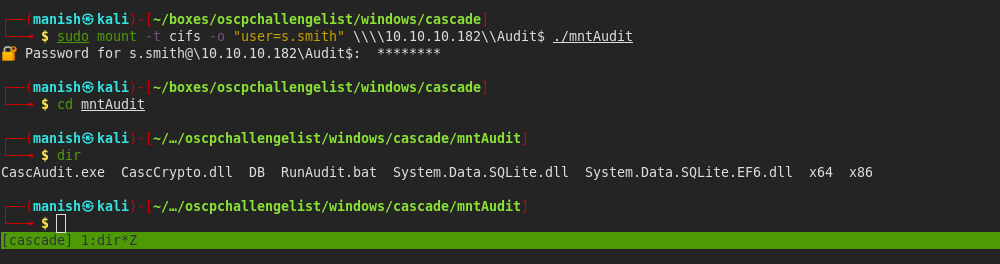 (manish㉿kali)-[~/boxes/oscpchallengelist/windows/cascade]
$ sudo mount -t cifs -o "user=s.smith" \\\\10.10.10.182\\Audit$ ./mntAudit
🔐 Password for s.smith@\10.10.10.182\Audit$:  ********
(manish㉿kali)-[~/boxes/oscpchallengelist/windows/cascade]
$ cd mntAudit
(manish㉿kali)-[~/…/oscpchallengelist/windows/cascade/mntAudit]
$ dir
CascAudit.exe  CascCrypto.dll  DB  RunAudit.bat  System.Data.SQLite.dll  System.Data.SQLite.EF6.dll  x64  x86
(manish㉿kali)-[~/…/oscpchallengelist/windows/cascade/mntAudit]
$
[cascade] 1:dir*Z